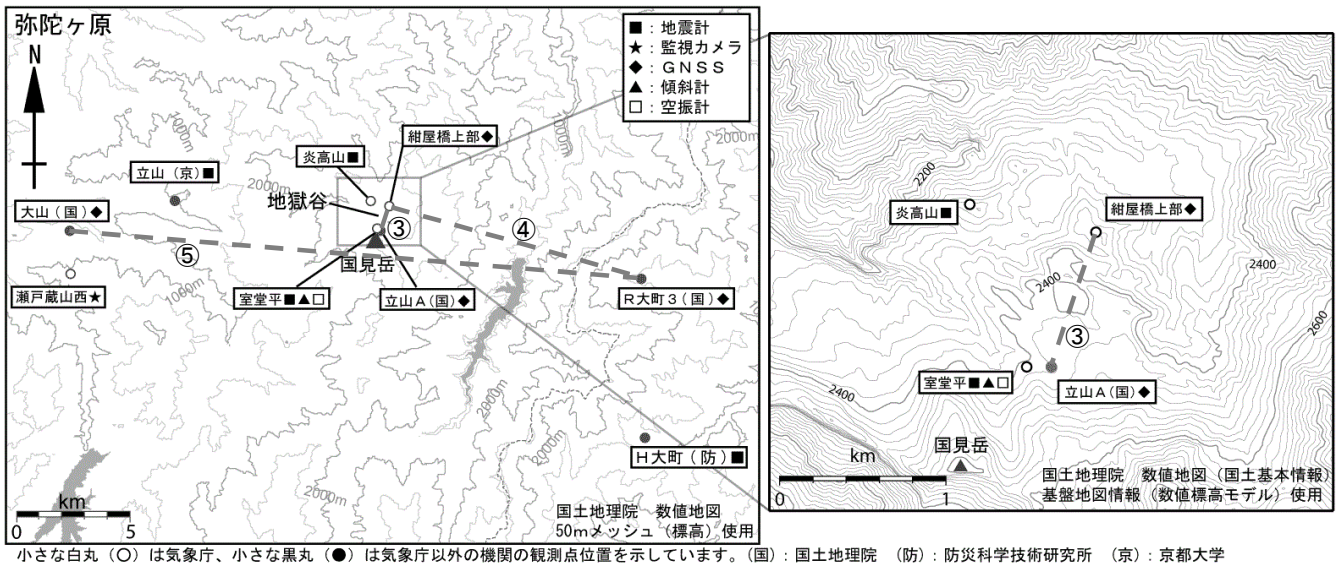 弥陀ヶ原
N
■：地震計
★：監視カメラ
◆：ＧＮＳＳ
▲：傾斜計
□：空振計
1000m
1000m
2000m
紺屋橋上部◆
炎高山■
立山（京）■
2000m
地獄谷
大山（国）◆
③
④
⑤
国見岳
瀬戸蔵山西★
1000m
室堂平■▲□
立山Ａ（国）◆
Ｒ大町３（国）◆
2000m
2000m
Ｈ大町（防）■
2000m
km
0
5
国土地理院　数値地図
50ｍメッシュ（標高）使用
2200
炎高山■
紺屋橋上部◆
2400
2400
2600
③
室堂平■▲□
立山Ａ（国）◆
2400
国見岳
km
0
1
国土地理院　数値地図（国土基本情報）
基盤地図情報（数値標高モデル）使用
小さな白丸（○）は気象庁、小さな黒丸（●）は気象庁以外の機関の観測点位置を示しています。（国）：国土地理院　（防）：防災科学技術研究所　（京）：京都大学